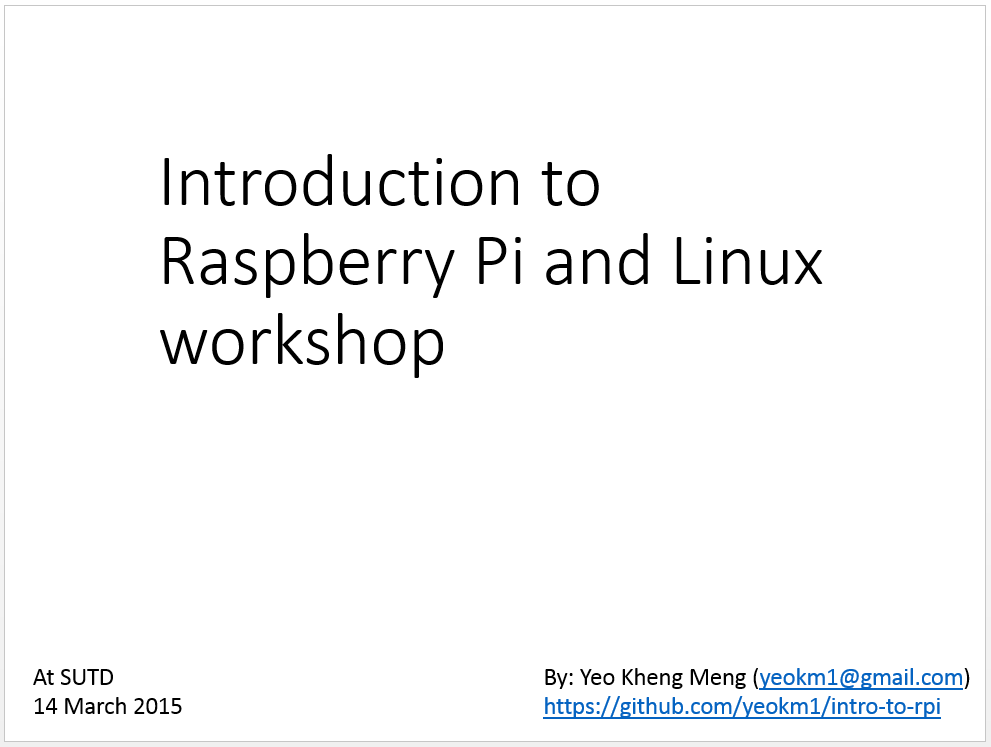 Introduction to
Raspberry Pi and Linux
workshop
At SUTD
14 March 2015
By: Yeo Kheng Meng (yeokm1@gmail.com)
https://github.com/yeokm1/intro-to-rpi